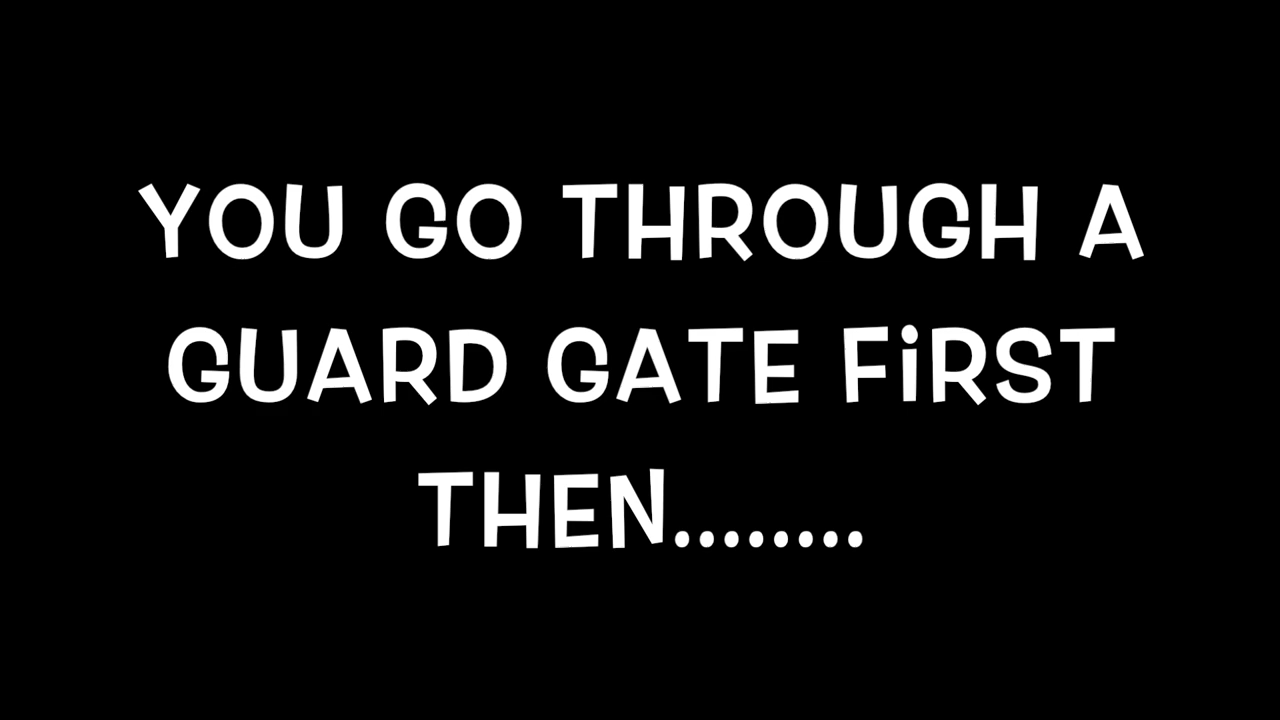 YOU GO THROUGH A
GUARD GATE FiRST
THEN........